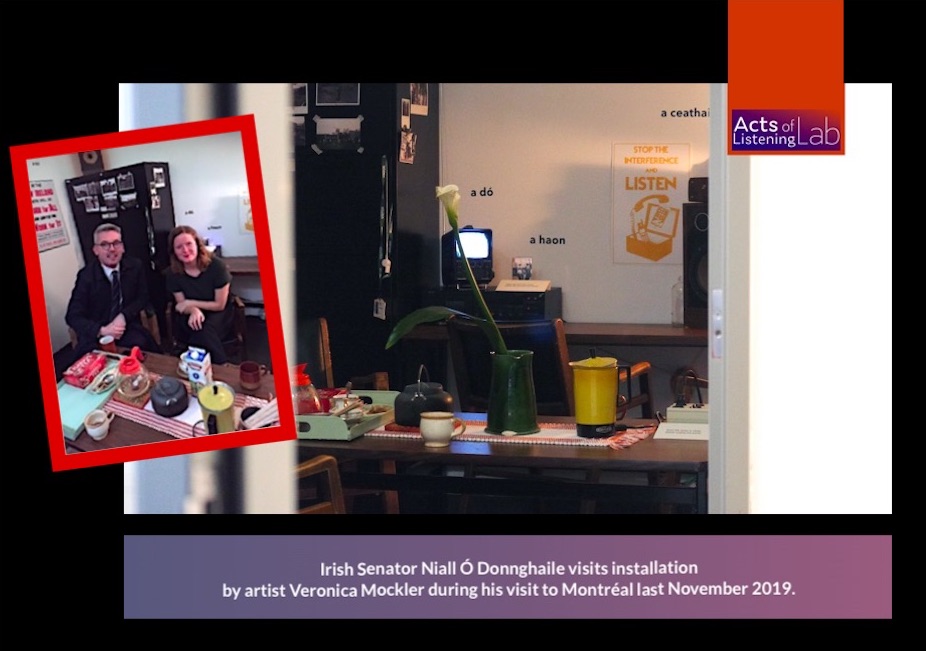 a ceathai
Acts of
Listening Lab
STOP THE
INTERFERENCE
AND
LISTEN
a dó
a haon
Irish Senator Niall Ó Donnghaile visits installation
by artist Veronica Mockler during his visit to Montréal last November 2019.